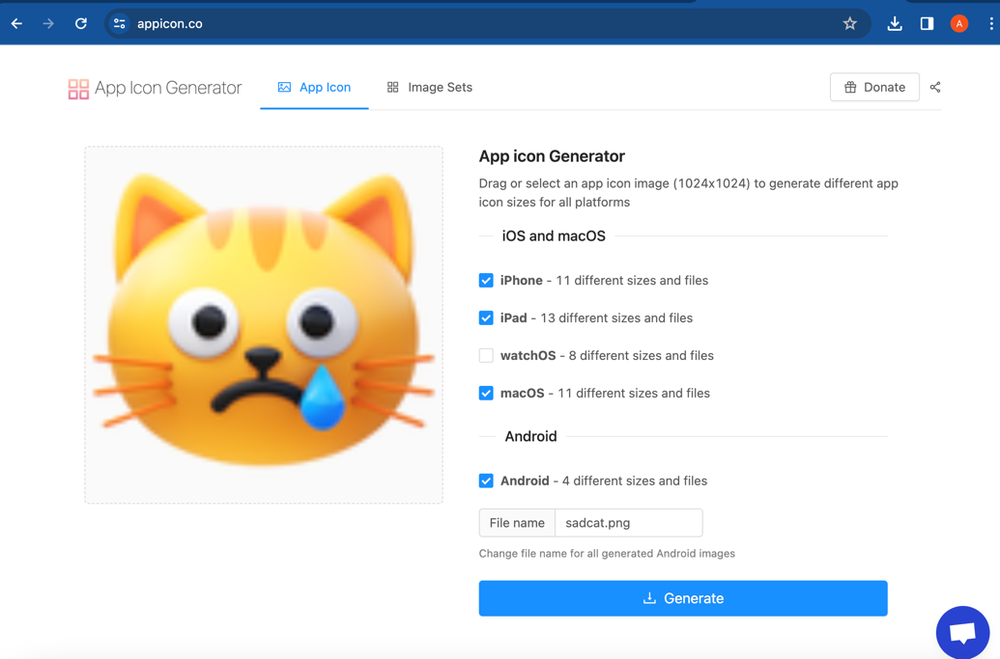 appicon.co
A
App Icon Generator
App Icon
Image Sets
Donate
App icon Generator
Drag or select an app icon image (1024x1024) to generate different app
icon sizes for all platforms
iOS and macOS
iPhone - 11 different sizes and files
iPad - 13 different sizes and files
watchOS - 8 different sizes and files
macOS - 11 different sizes and files
Android
Android - 4 different sizes and files
File name sadcat.png
Change file name for all generated Android images
Generate